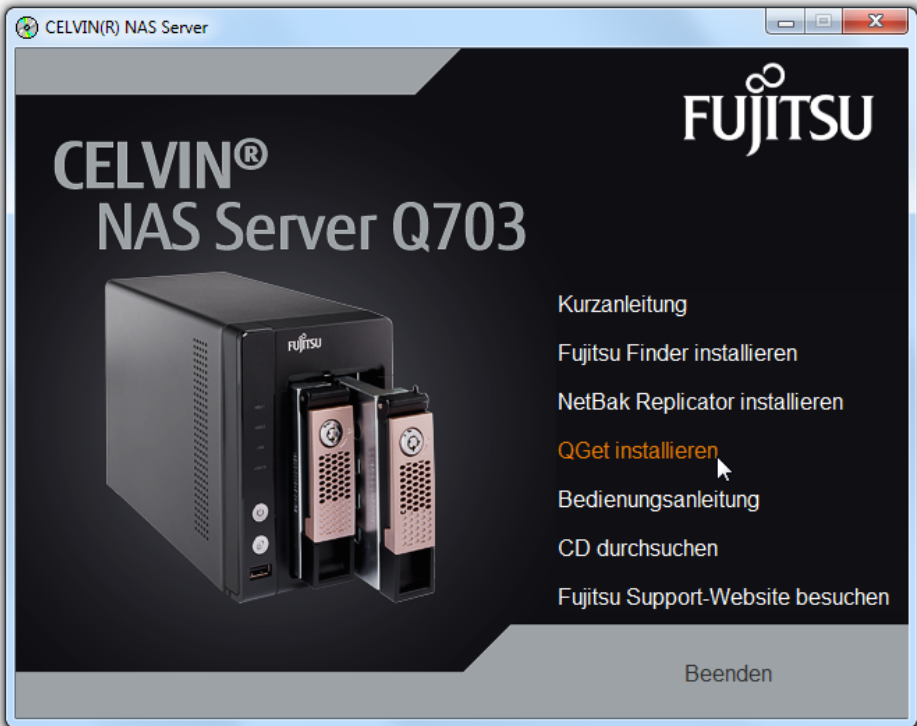 CELVIN(R) NAS Server
FUJITSU
CELVIN®
NAS Server Q703
FUJITSU
Kurzanleitung
Fujitsu Finder installieren
NetBak Replicator installieren
QGet installieren
Bedienungsanleitung
CD durchsuchen
Fujitsu Support-Website besuchen
Beenden